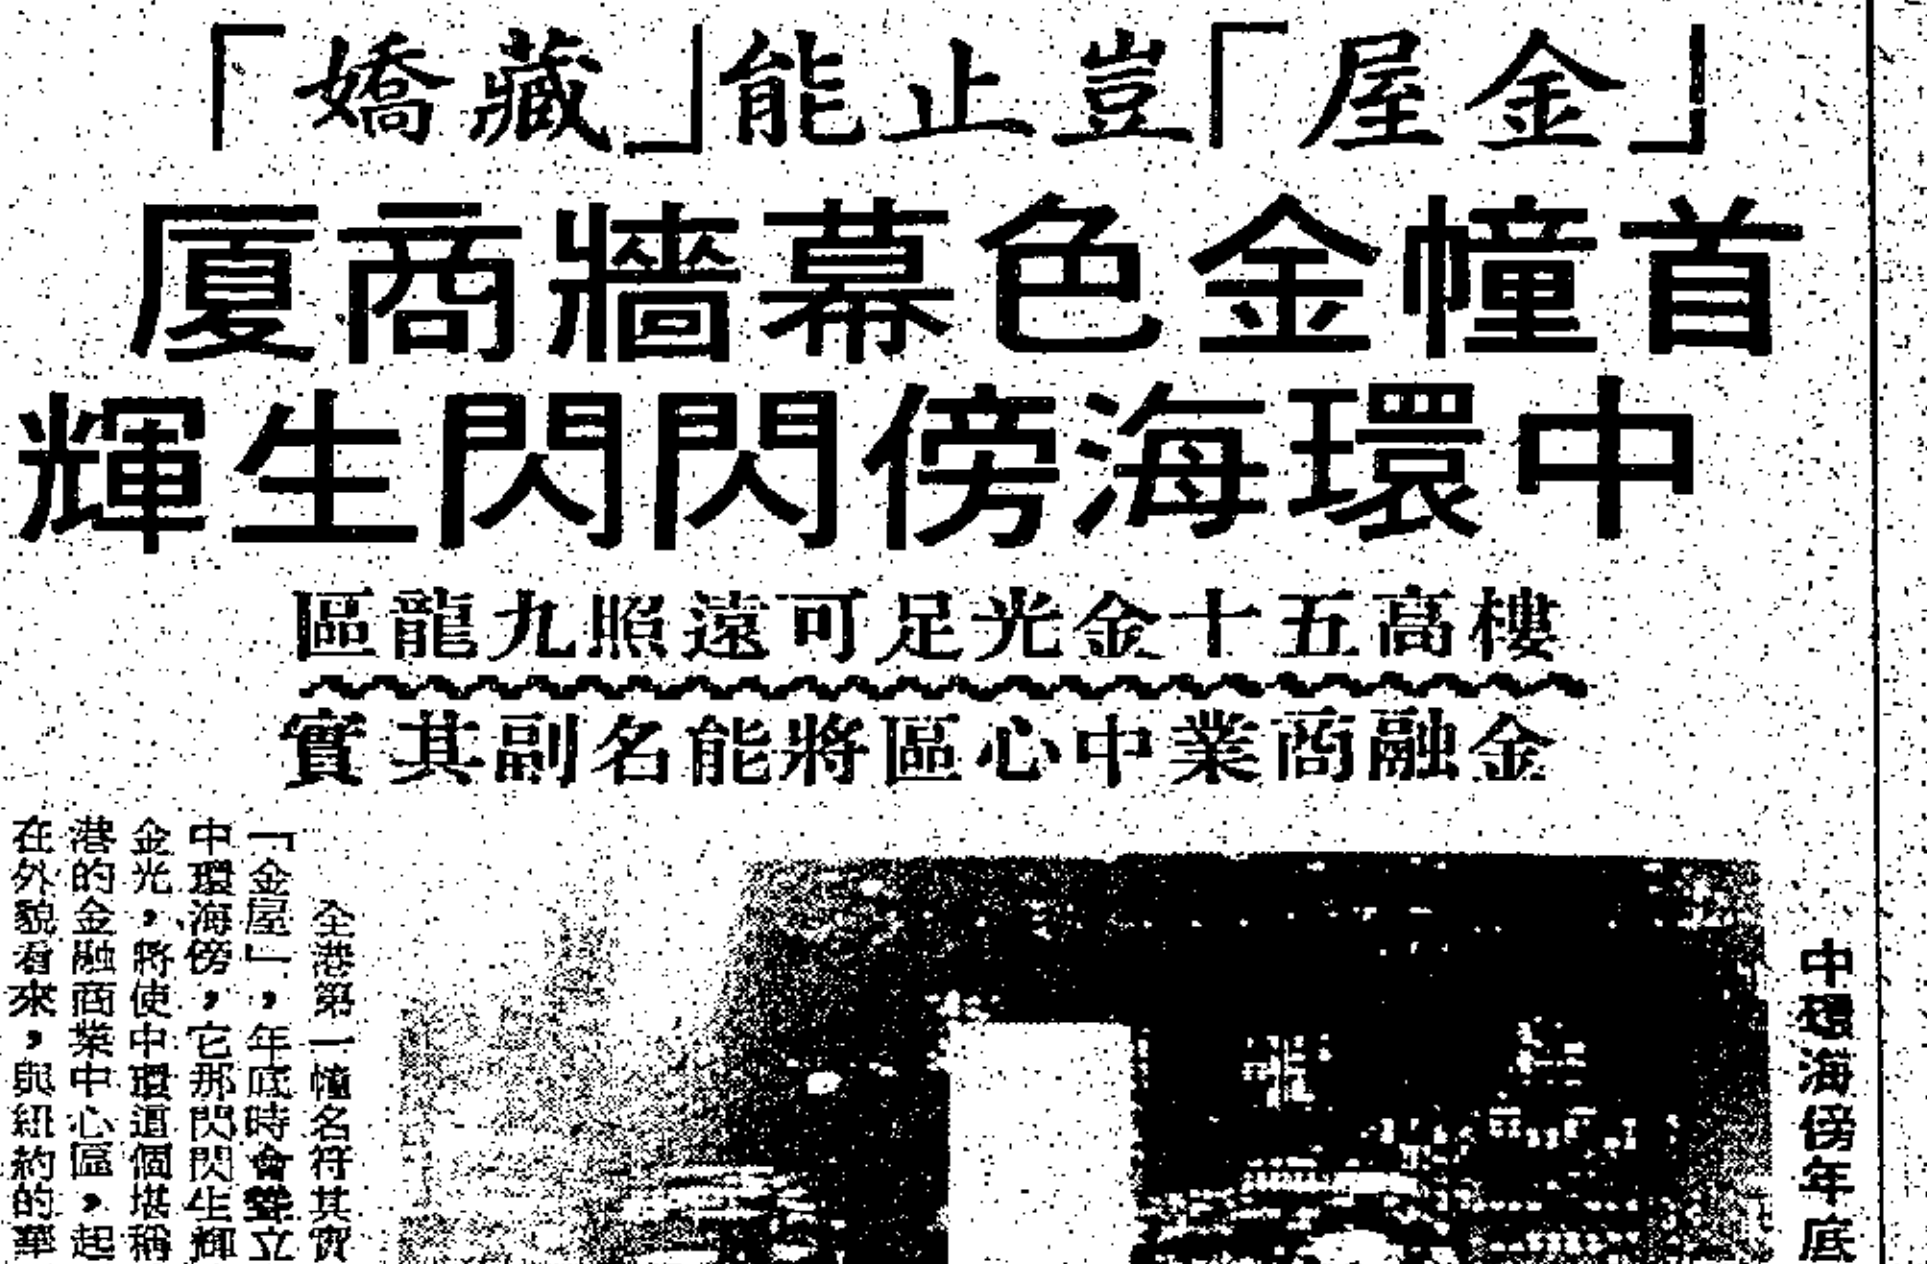 「金屋」豈止能「藏嬌」
首幢金色幕牆商厦
中環海傍閃閃生輝
樓高五十金光足可遠照九龍區
金融商業中心區將能名副其實
中環海傍年底
全港第一幢名符其實
「金屋」，年底時會聳立
中環海傍，它那閃閃生輝
金光，將使中環這個堪稱
港的金融商業中心區，起
在外貌看來，與紐約的華